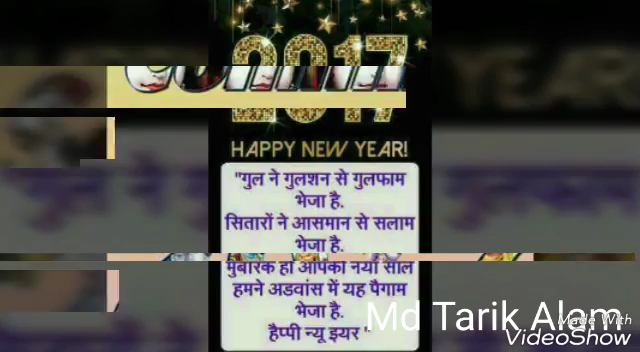 2017
HAPPY NEW YEAR!
"गुल ने गुलशन से गुलफाम
भेजा है.
सितारों ने आसमान से सलाम
भेजा है.
मुबारक हो आपका नया साल
हमने अडवांस में यह पैगाम
भेजा है.
हैप्पी न्यू इयर"
Md Tarik Alam
Made With
VideoShow